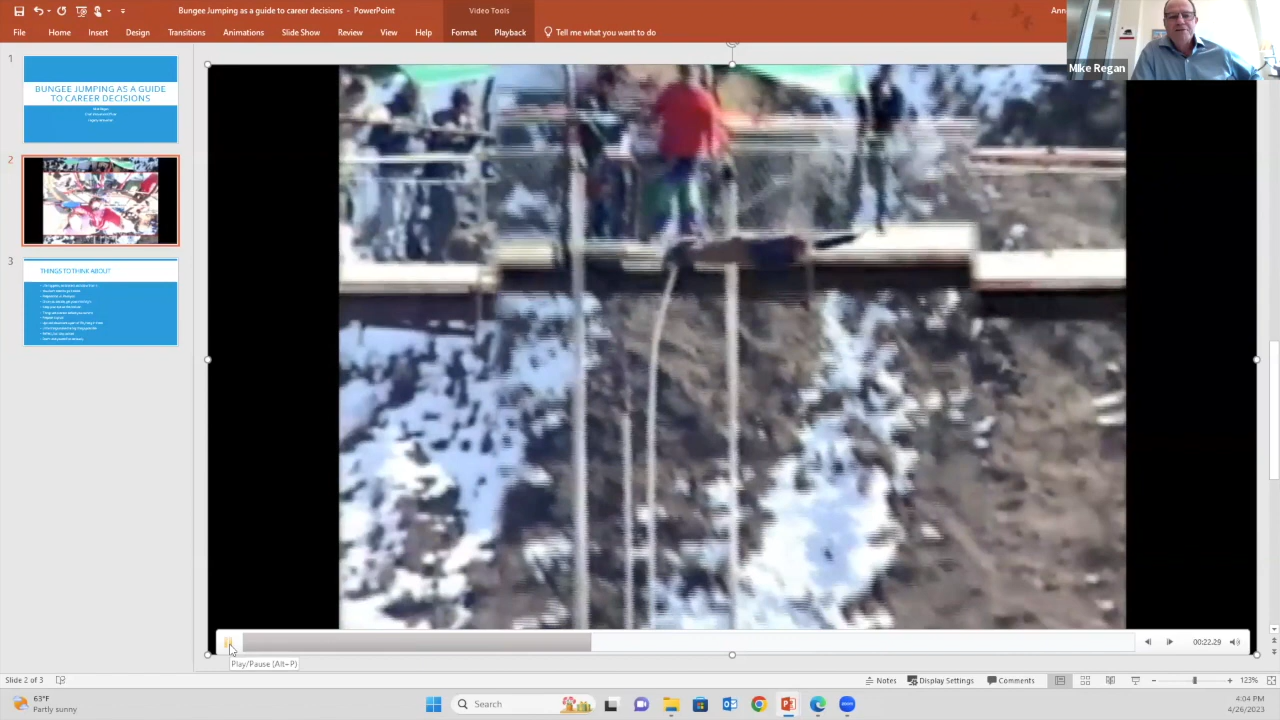 Bungee Jumping as a guide to career decisions - PowerPoint
Video Tools
Ann
File Home Insert Design Transitions Animations Slide Show Review View Help Format Playback Tell me what you want to do
Mike Regan
1
BUNGEE JUMPING AS A GUIDE
TO CAREER DECISIONS
2
3
THINGS TO THINK ABOUT
00:22.29
Play/Pause (Alt+P)
Slide 2 of 3
Notes Display Settings Comments 123%
63°F
Partly sunny
Search
zoom
4:04 PM
4/26/2023